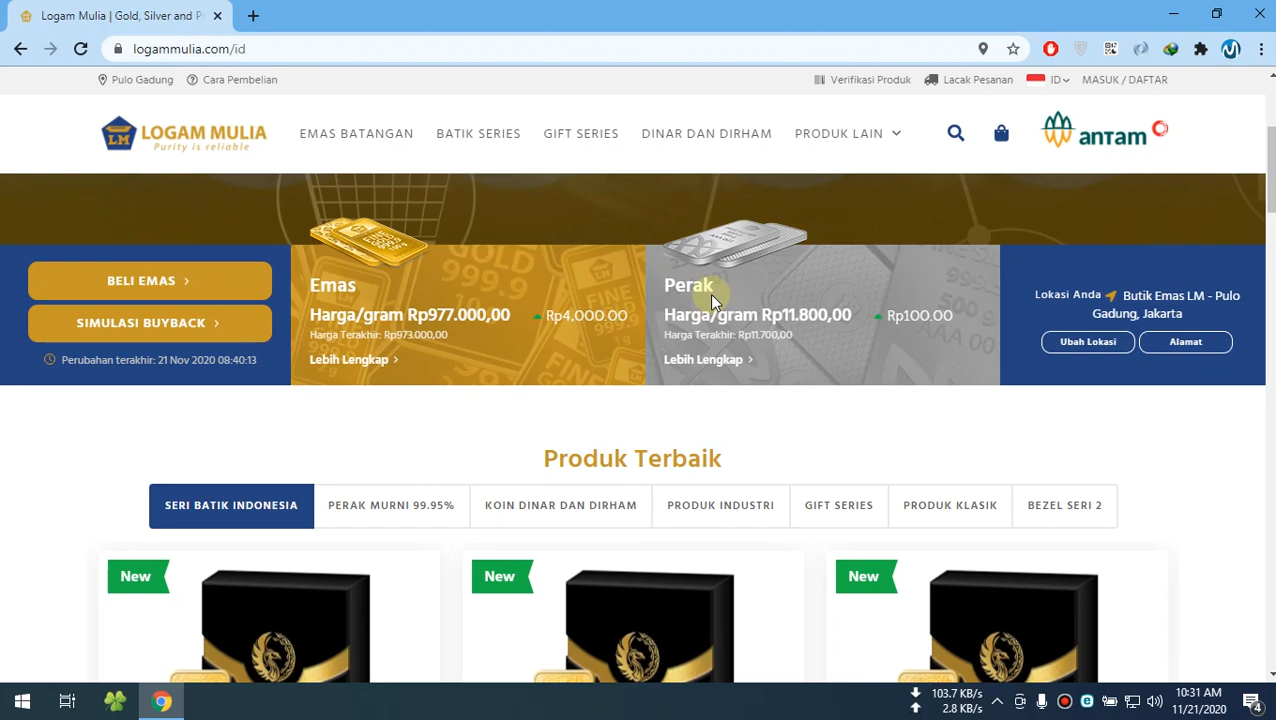 Logam Mulia | Gold, Silver and Pr
logammulia.com/id
Pulo Gadung
Cara Pembelian
Verifikasi Produk
Lacak Pesanan
ID
MASUK / DAFTAR
LM
LOGAM MULIA
Purity is reliable
EMAS BATANGAN
BATIK SERIES
GIFT SERIES
DINAR DAN DIRHAM
PRODUK LAIN
antam
BELI EMAS
SIMULASI BUYBACK
Perubahan terakhir: 21 Nov 2020 08:40:13
Emas
Harga/gram Rp977.000,00
Rp4.000.00
Harga Terakhir: Rp973.000,00
Lebih Lengkap
Perak
Harga/gram Rp11.800,00
Rp100.00
Harga Terakhir: Rp11.700,00
Lebih Lengkap
Lokasi Anda Butik Emas LM - Pulo
Gadung, Jakarta
Ubah Lokasi
Alamat
Produk Terbaik
SERI BATIK INDONESIA
PERAK MURNI 99.95%
KOIN DINAR DAN DIRHAM
PRODUK INDUSTRI
GIFT SERIES
PRODUK KLASIK
BEZEL SERI 2
New
New
New
103.7 KB/s
2.8 KB/s
10:31 AM
11/21/2020
4